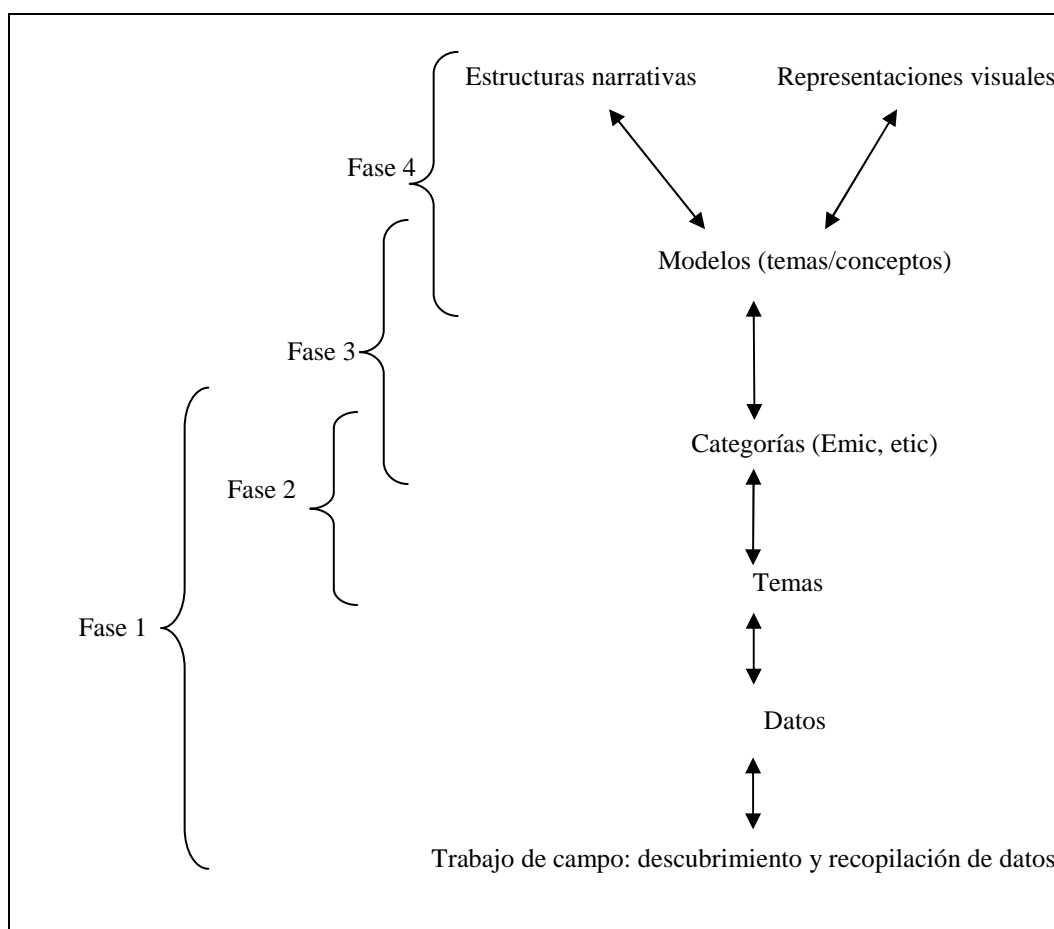 Estructuras narrativas
Representaciones visuales
Fase 4
Modelos (temas/conceptos)
Fase 3
Categorías (Emic, etic)
Fase 2
Temas
Fase 1
Datos
Trabajo de campo: descubrimiento y recopilación de datos